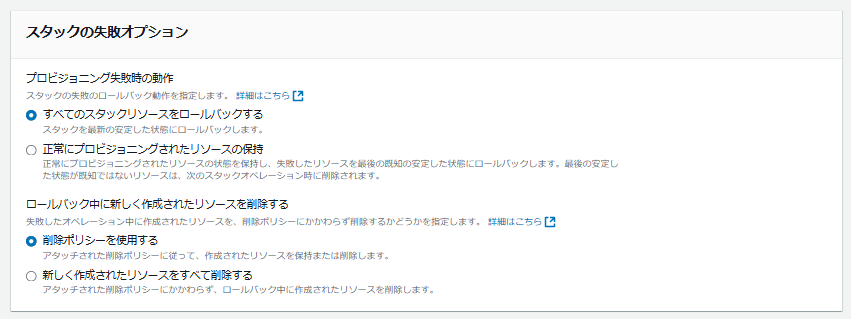 スタックの失敗オプション
プロビジョニング失敗時の動作
スタックの失敗のロールバック動作を指定します。 詳細はこちら
すべてのスタックリソースをロールバックする
スタックを最新の安定した状態にロールバックします。
正常にプロビジョニングされたリソースの保持
正常にプロビジョニングされたリソースの状態を保持し、失敗したリソースを最後の既知の安定した状態にロールバックします。最後の安定し
た状態が既知ではないリソースは、次のスタックオペレーション時に削除されます。
ロールバック中に新しく作成されたリソースを削除する
失敗したオペレーション中に作成されたリソースを、削除ポリシーにかかわらず削除するかどうかを指定します。 詳細はこちら
削除ポリシーを使用する
アタッチされた削除ポリシーに従って、作成されたリソースを保持または削除します。
新しく作成されたリソースをすべて削除する
アタッチされた削除ポリシーにかかわらず、ロールバック中に作成されたリソースを削除します。